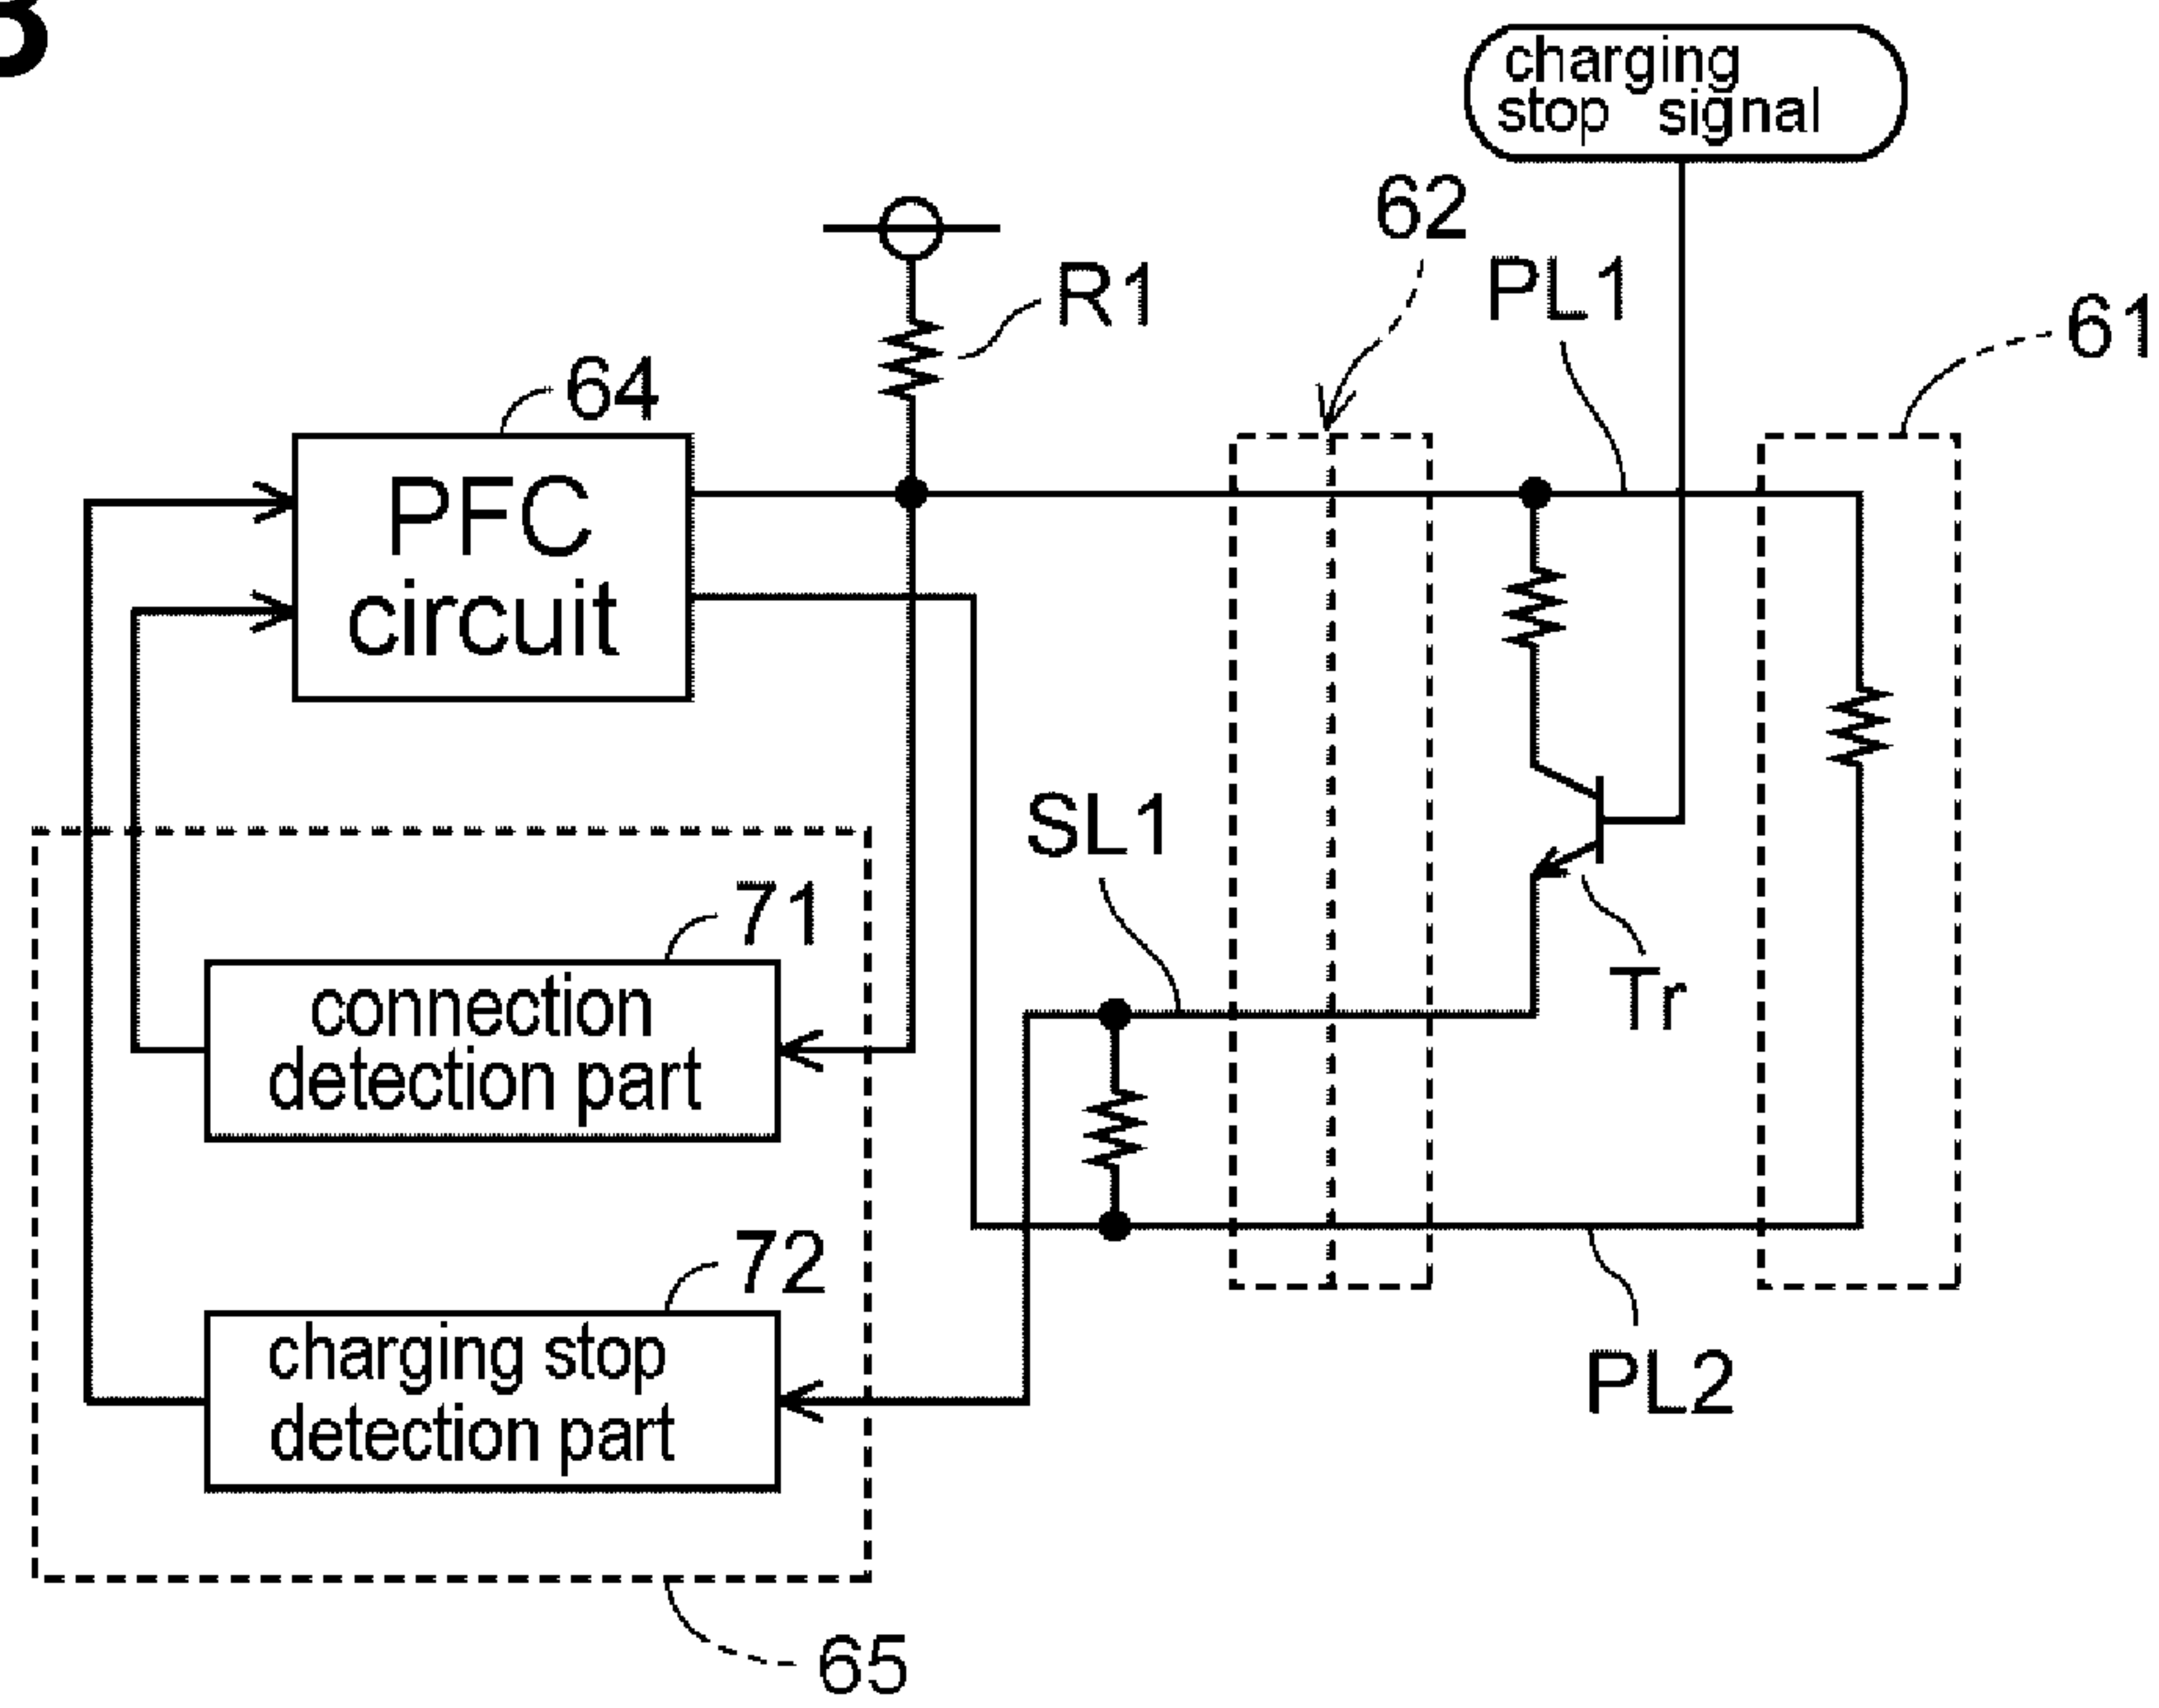 charging
stop signal
62
PL1
61
R1
64
PFC
circuit
SL1
71
connection
detection part
Tr
72
charging stop
detection part
PL2
65